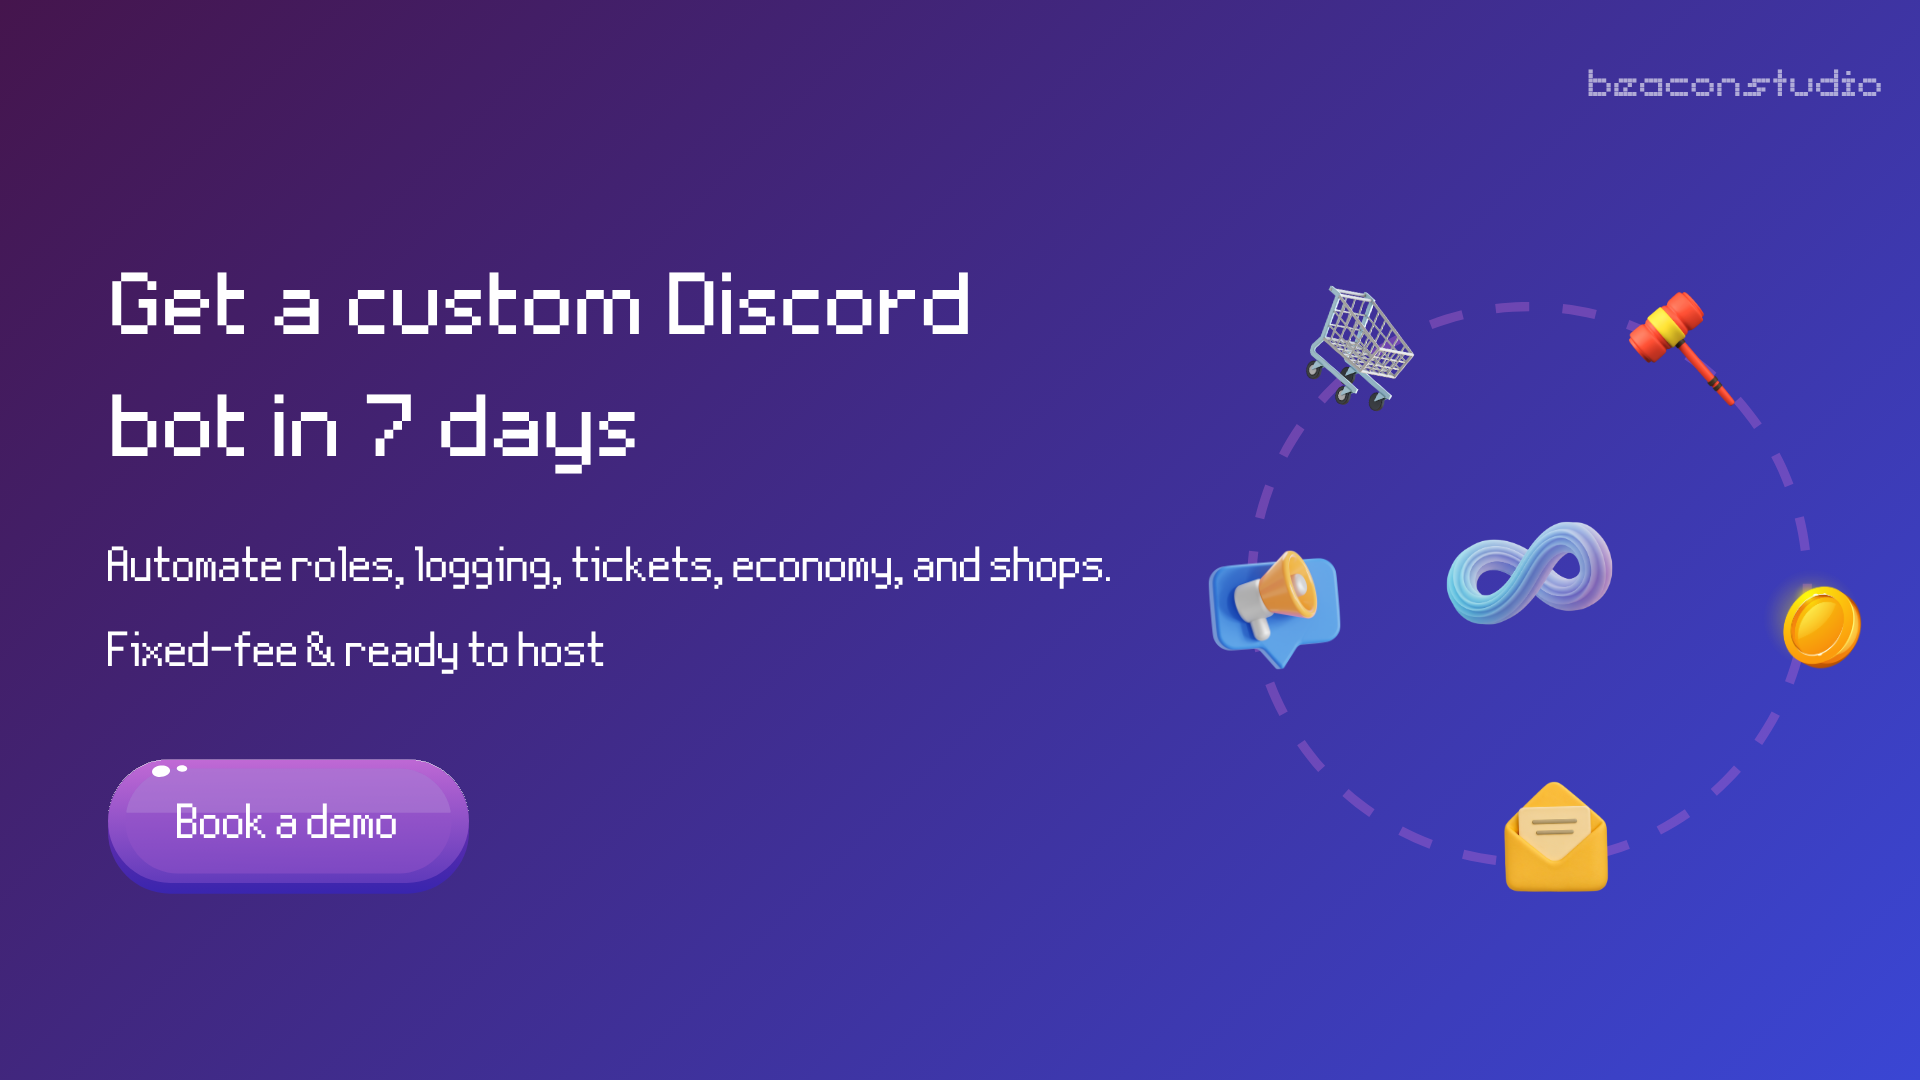 beaconstudio
Get a custom Discord
bot in 7 days
Automate roles, logging, tickets, economy, and shops.
Fixed-fee & ready to host
Book a demo